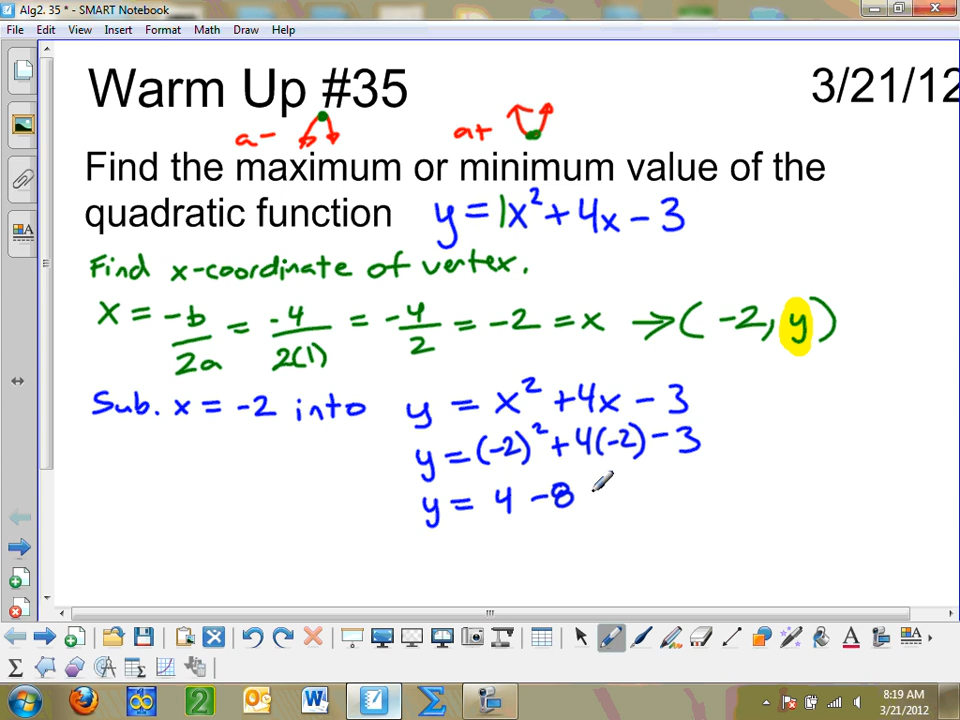 Alg2. 35 * - SMART Notebook
File Edit View Insert Format Math Draw Help
Warm Up #35 3/21/12
a- a+
Find the maximum or minimum value of the
quadratic function y = 1x² + 4x - 3
Find x-coordinate of vertex.
x = -b/2a = -4/2(1) = -4/2 = -2 = x → (-2, y)
Sub. x = -2 into y = x² + 4x - 3
y = (-2)² + 4(-2) - 3
y = 4 - 8
8:19 AM
3/21/2012